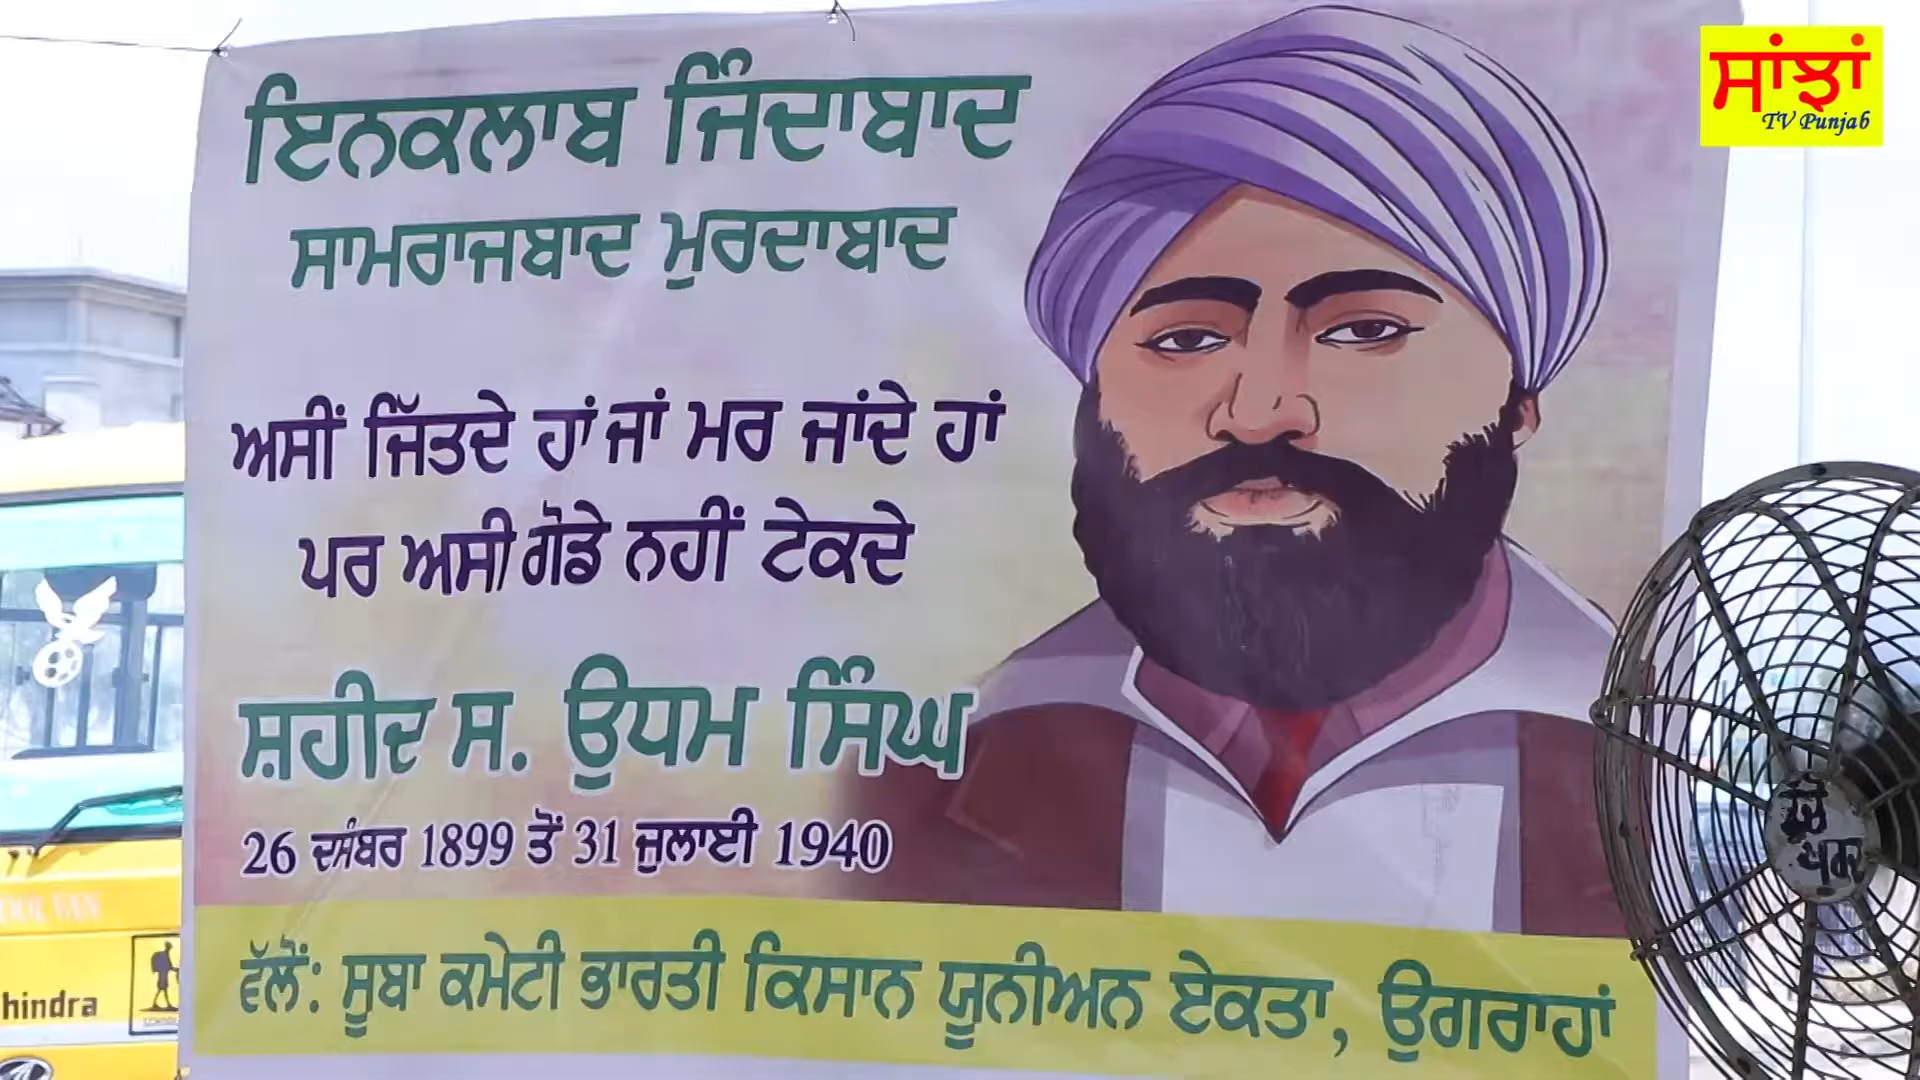 ਇਨਕਲਾਬ ਜ਼ਿੰਦਾਬਾਦ
ਸਾਮਰਾਜਬਾਦ ਮੁਰਦਾਬਾਦ
ਅਸੀਂ ਜਿੱਤਦੇ ਹਾਂ ਜਾਂ ਮਰ ਜਾਂਦੇ ਹਾਂ
ਪਰ ਅਸੀ ਗੋਡੇ ਨਹੀਂ ਟੇਕਦੇ
ਸ਼ਹੀਦ ਸ. ਉਧਮ ਸਿੰਘ
26 ਦਸੰਬਰ 1899 ਤੋਂ 31 ਜੁਲਾਈ 1940
ਵੱਲੋਂ: ਸੂਬਾ ਕਮੇਟੀ ਭਾਰਤੀ ਕਿਸਾਨ ਯੂਨੀਅਨ ਏਕਤਾ, ਉਗਰਾਹਾਂ
ਸਾਂਝਾਂ
TV Punjab
hindra